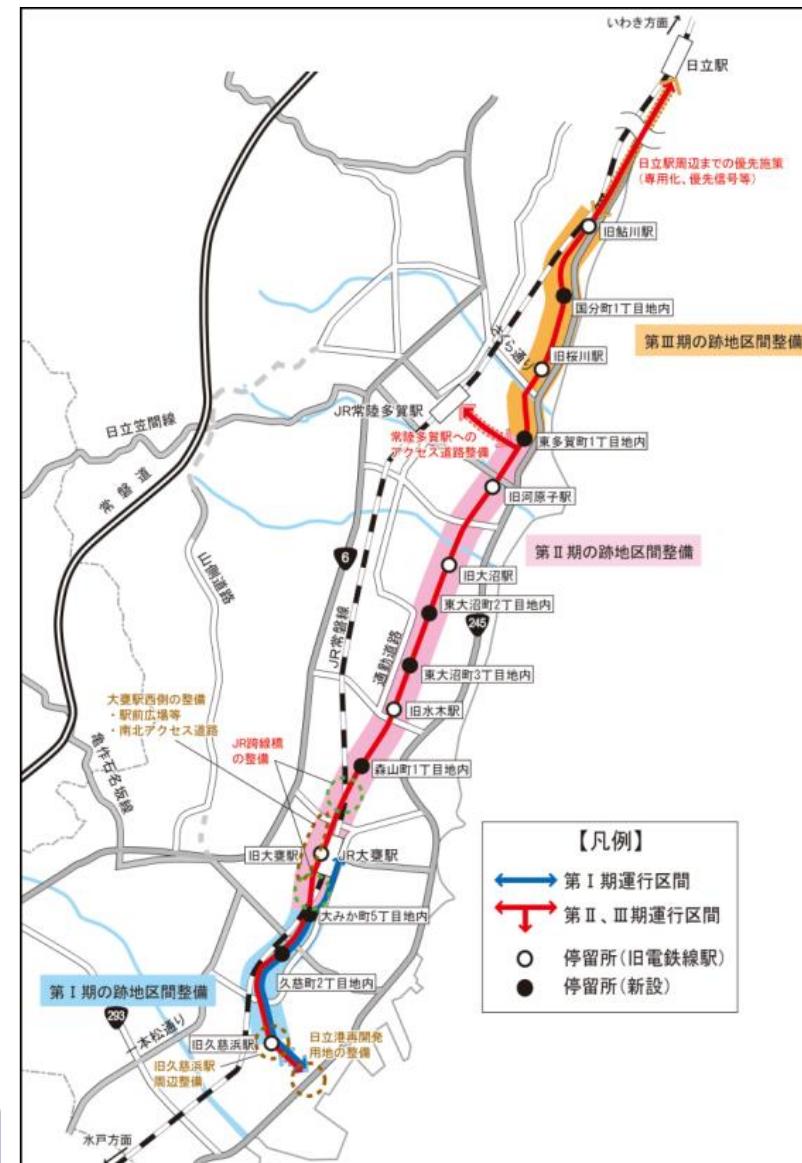 いわき方面
日立駅
日立駅周辺までの優先施策
(専用化、優先信号等)
旧鮎川駅
国分町1丁目地内
さくら通り
第Ⅲ期の跡地区間整備
旧桜川駅
JR常陸多賀駅
日立笠間線
常陸多賀駅への
アクセス道路整備
東多賀町1丁目地内
常磐道
旧河原子駅
山側道路
6
第Ⅱ期の跡地区間整備
旧大沼駅
JR常磐線
東大沼町2丁目地内
245
通勤道路
東大沼町3丁目地内
大甕駅西側の整備
・駅前広場等
・南北アクセス道路
旧水木駅
亀作石名坂線
JR跨線橋
の整備
森山町1丁目地内
旧大甕駅
JR大甕駅
大みか町5丁目地内
久慈町2丁目地内
第Ⅰ期の跡地区間整備
293
一本松通り
旧久慈浜駅
日立港再開発
用地の整備
旧久慈浜駅
周辺整備
水戸方面
【凡例】
第Ⅰ期運行区間
第Ⅱ、Ⅲ期運行区間
停留所(旧電鉄線駅)
停留所(新設)